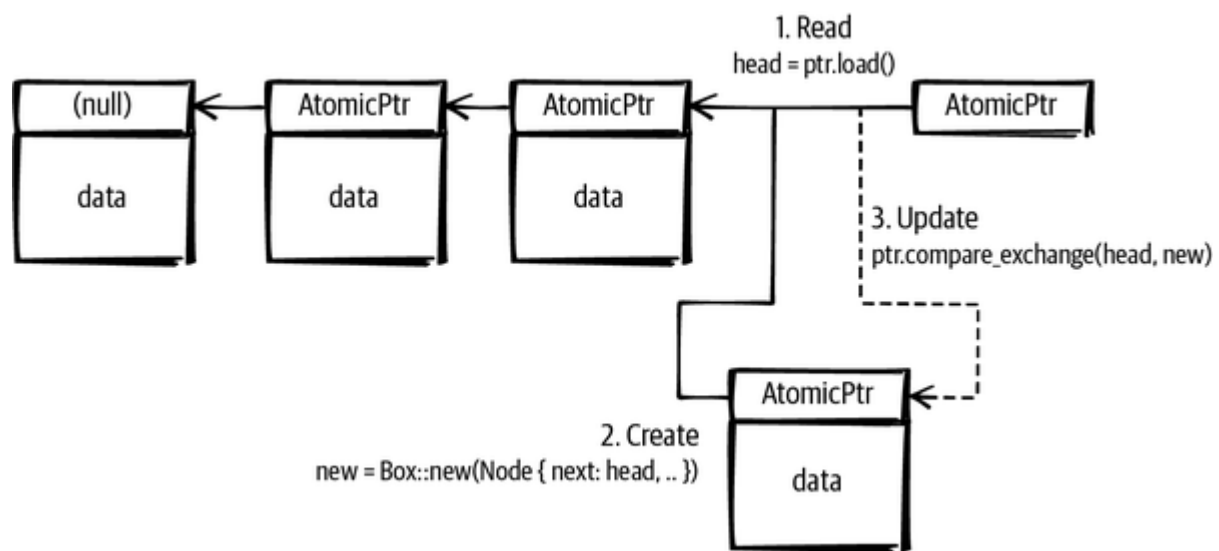 1. Read
head = ptr.load()
(null)
AtomicPtr
AtomicPtr
AtomicPtr
data
data
data
3. Update
ptr.compare_exchange(head, new)
AtomicPtr
2. Create
new = Box::new(Node { next: head, .. })
data